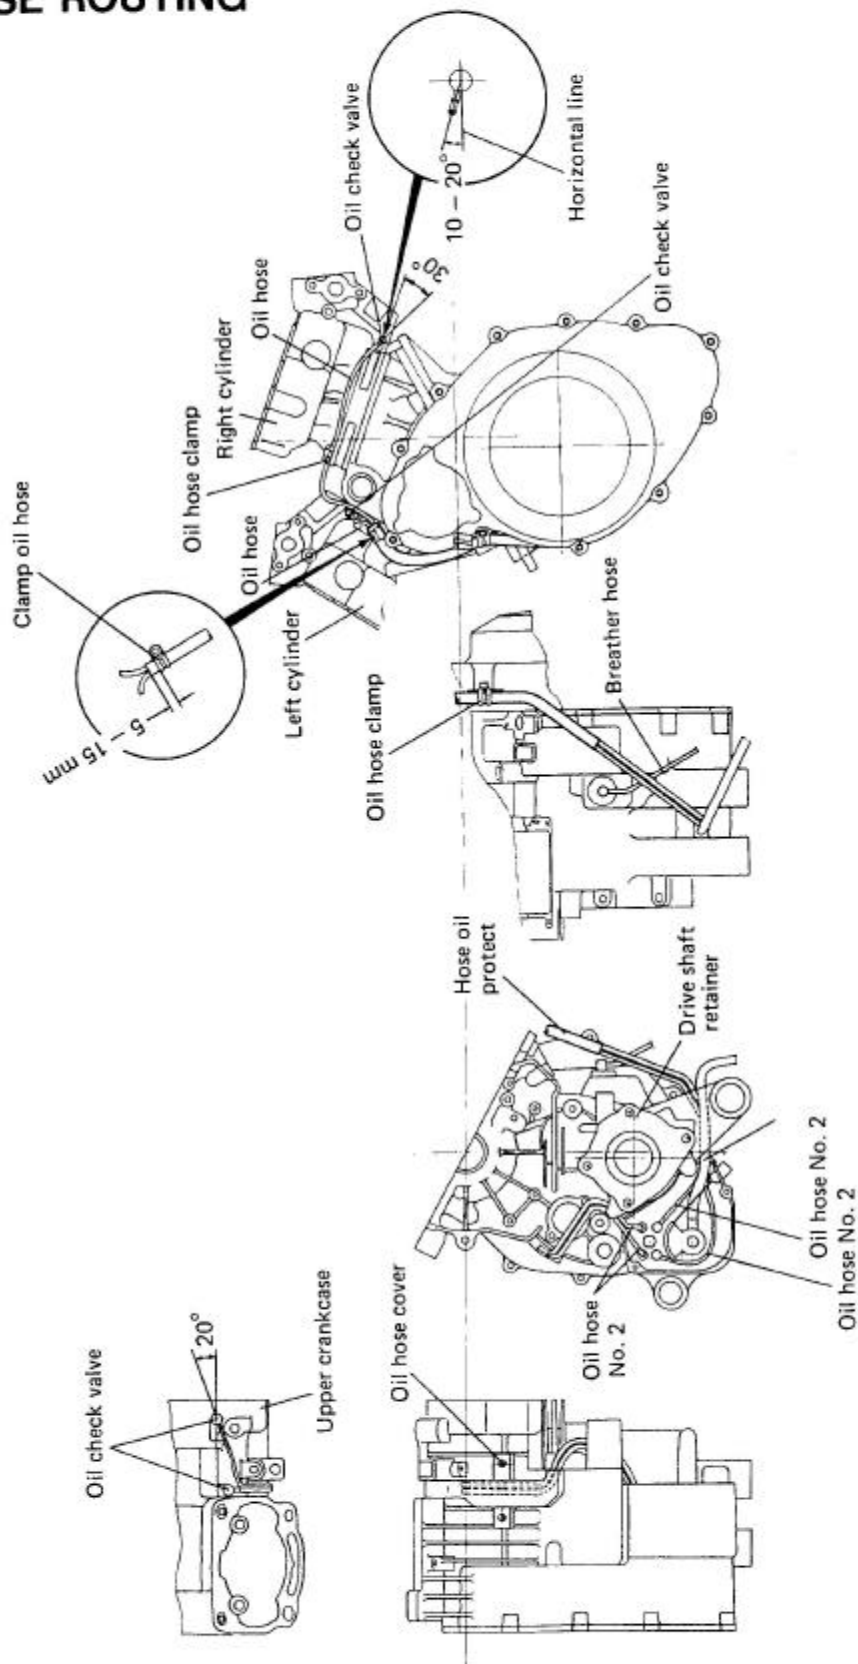 SE ROUTING
Clamp oil hose
5 – 15 mm
Oil hose clamp
Right cylinder
Oil hose
Oil check valve
10 – 20°
Horizontal line
30°
Oil check valve
Oil hose
Left cylinder
Oil hose clamp
Breather hose
Hose oil
protect
Drive shaft
retainer
Oil hose No. 2
Oil hose No. 2
Oil hose
No. 2
Oil check valve
20°
Upper crankcase
Oil hose cover